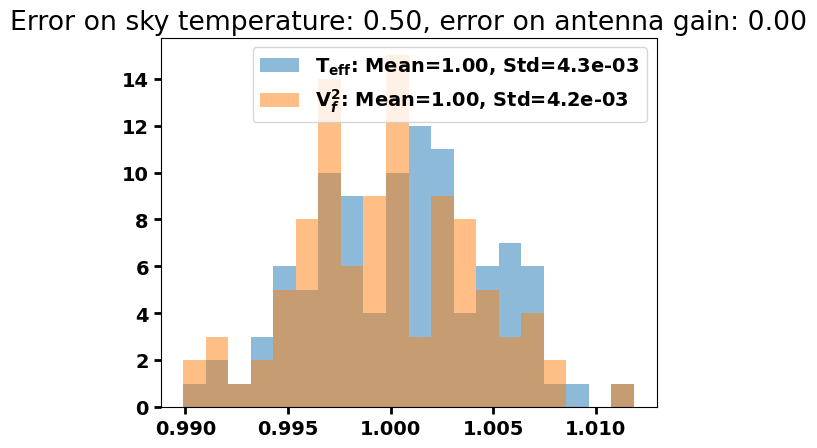 Error on sky temperature: 0.50, error on antenna gain: 0.00
T_eff: Mean=1.00, Std=4.3e-03
V_f^2: Mean=1.00, Std=4.2e-03
14
12
10
8
6
4
2
0
0.990 0.995 1.000 1.005 1.010